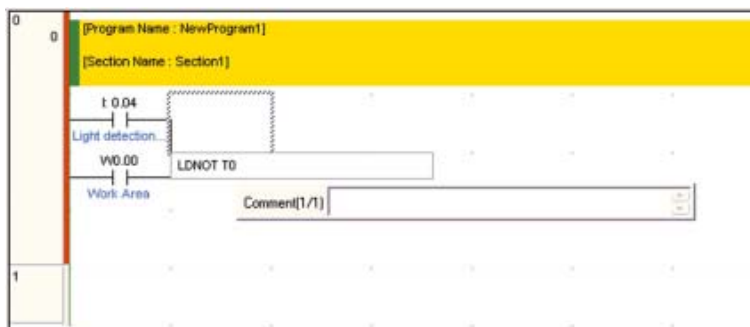 0
0
[Program Name : NewProgram1]
[Section Name : Section1]
I: 0.04
Light detection...
W0.00
LDNOT T0
Work Area
Comment(1/1)
1